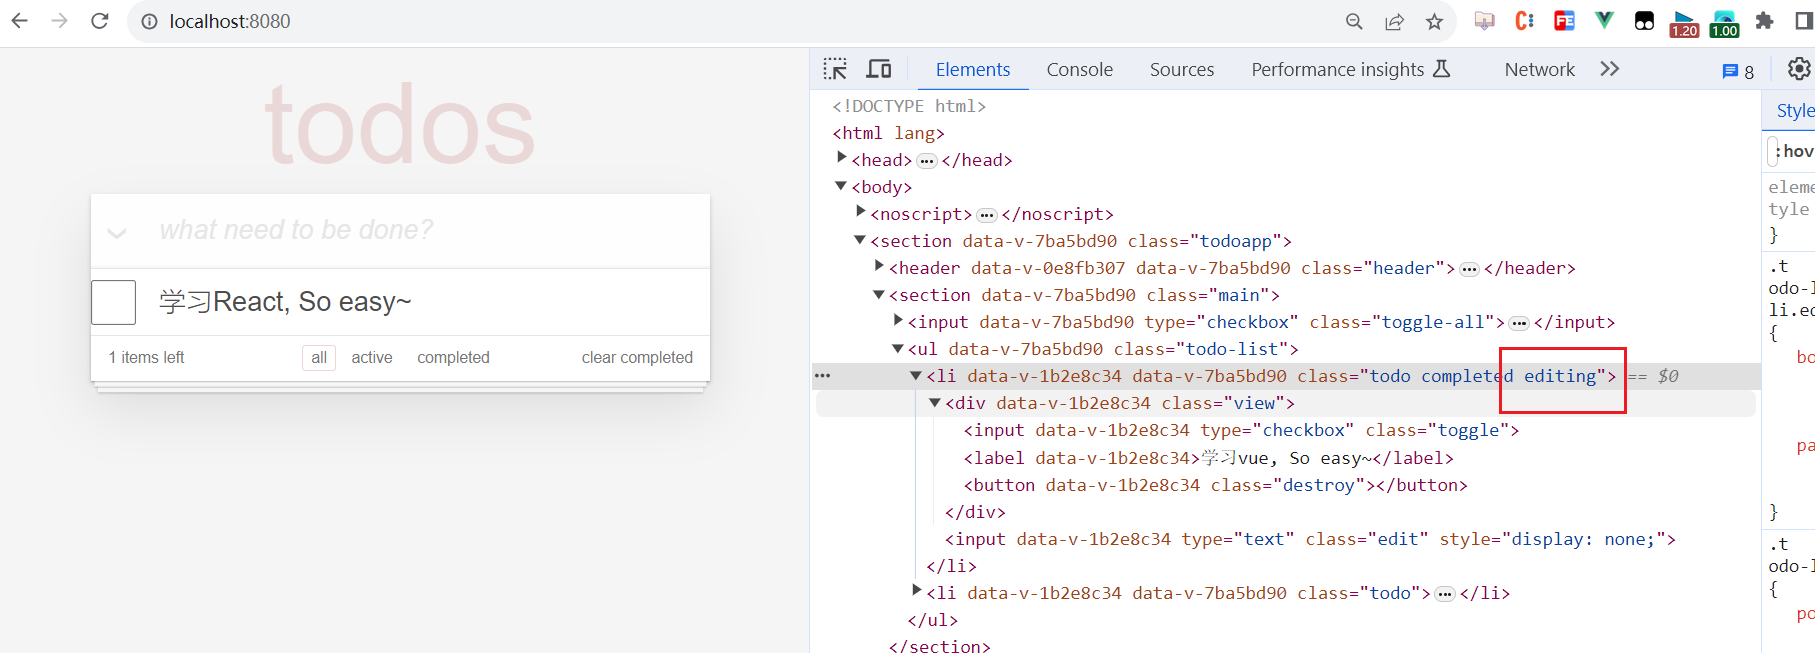 localhost:8080
1.20
1.00
todos
what need to be done?
学习React, So easy~
1 items left
all
active
completed
clear completed
Elements
Console
Sources
Performance insights
Network
8
<!DOCTYPE html>
<html lang>
<head>…</head>
<body>
<noscript>…</noscript>
<section data-v-7ba5bd90 class="todoapp">
<header data-v-0e8fb307 data-v-7ba5bd90 class="header">…</header>
<section data-v-7ba5bd90 class="main">
<input data-v-7ba5bd90 type="checkbox" class="toggle-all">…</input>
<ul data-v-7ba5bd90 class="todo-list">
<li data-v-1b2e8c34 data-v-7ba5bd90 class="todo completed editing"> == $0
<div data-v-1b2e8c34 class="view">
<input data-v-1b2e8c34 type="checkbox" class="toggle">
<label data-v-1b2e8c34>学习vue, So easy~</label>
<button data-v-1b2e8c34 class="destroy"></button>
</div>
<input data-v-1b2e8c34 type="text" class="edit" style="display: none;">
</li>
<li data-v-1b2e8c34 data-v-7ba5bd90 class="todo">…</li>
</ul>
</section>
Style
:hov
eleme
tyle
}
.t
odo-l
li.ed
{
bo
pa
}
.t
odo-l
{
po